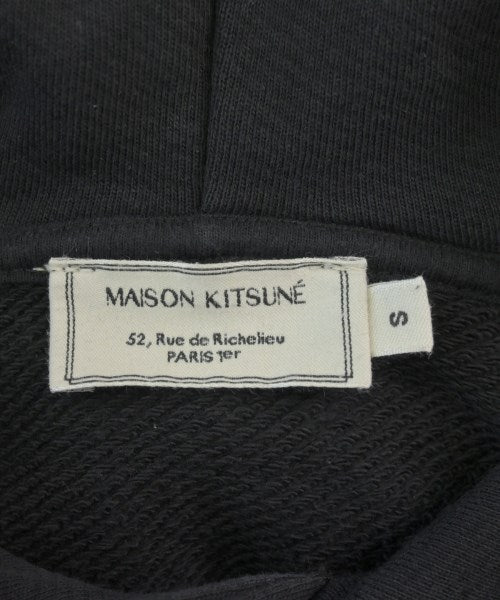 MAISON KITSUNÉ
52, Rue de Richelieu
PARIS 1er
S